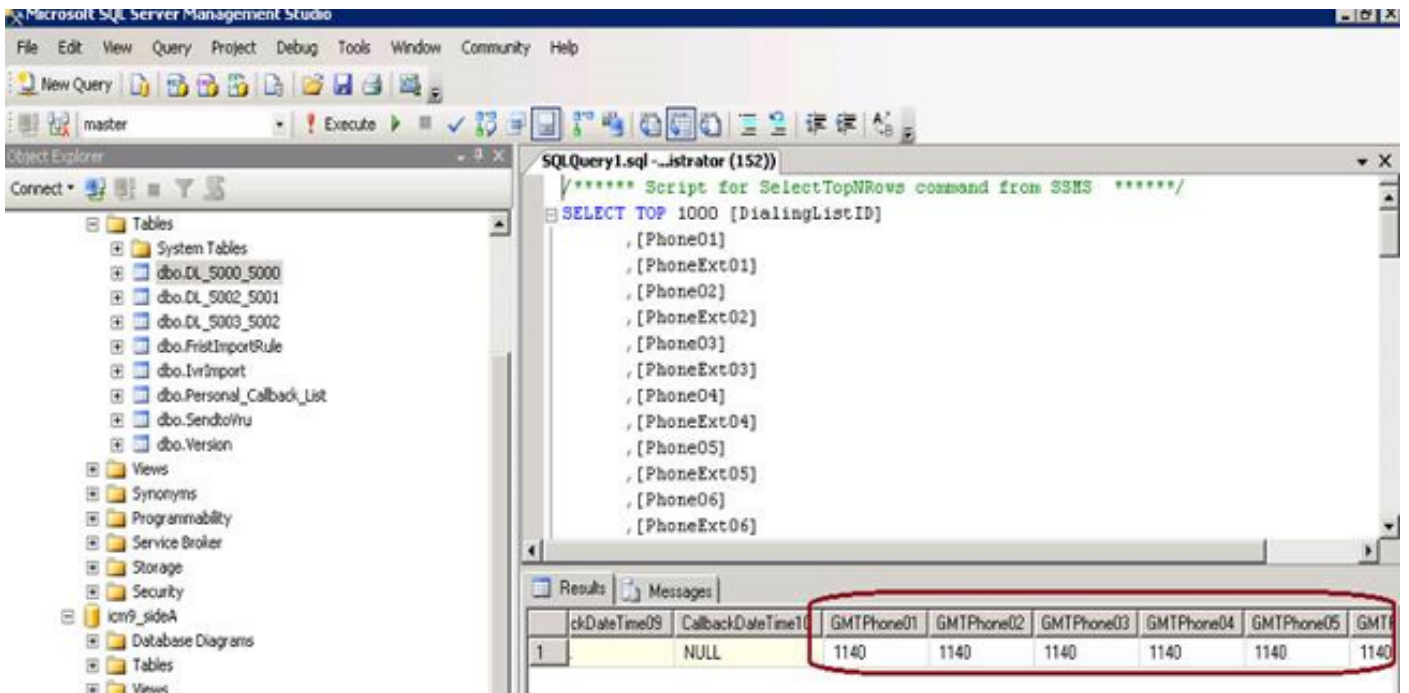 Microsoft SQL Server Management Studio
File Edit View Query Project Debug Tools Window Community Help
New Query
master Execute
Object Explorer
Connect
Tables
System Tables
dbo.DL_5000_5000
dbo.DL_5002_5001
dbo.DL_5003_5002
dbo.FristImportRule
dbo.IvrImport
dbo.Personal_Callback_List
dbo.SendtoVru
dbo.Version
Views
Synonyms
Programmability
Service Broker
Storage
Security
icm9_sideA
Database Diagrams
Tables
Views
SQLQuery1.sql -...istrator (152))
/****** Script for SelectTopNRows command from SSMS ******/
SELECT TOP 1000 [DialingListID]
,[Phone01]
,[PhoneExt01]
,[Phone02]
,[PhoneExt02]
,[Phone03]
,[PhoneExt03]
,[Phone04]
,[PhoneExt04]
,[Phone05]
,[PhoneExt05]
,[Phone06]
,[PhoneExt06]
Results Messages
ckDateTime09 CallbackDateTime10 GMTPhone01 GMTPhone02 GMTPhone03 GMTPhone04 GMTPhone05 GMTP
1 NULL 1140 1140 1140 1140 1140 1140